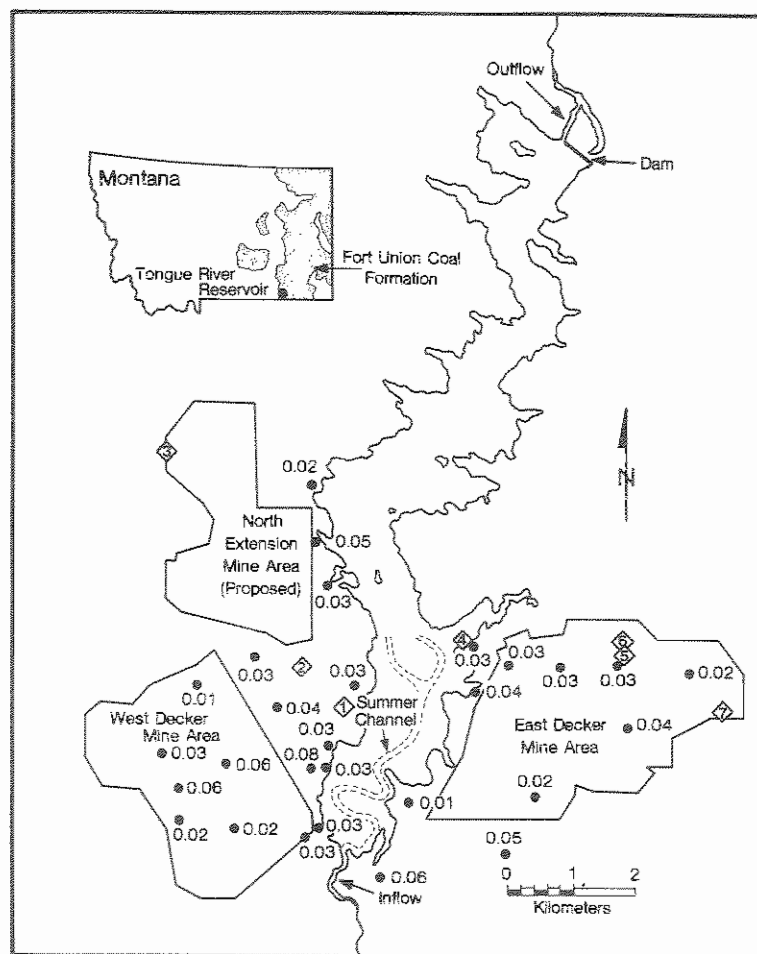 Outflow
Dam
Montana
Tongue River
Reservoir
Fort Union Coal
Formation
3
0.02
N
North
Extension
Mine Area
(Proposed)
0.05
0.03
4
0.03
6
5
0.03
0.03
0.03
0.02
2
0.03
0.03
0.01
0.04
1
Summer
Channel
0.04
7
West Decker
Mine Area
East Decker
Mine Area
0.04
0.03
0.03
0.06
0.08
0.03
0.06
0.01
0.02
0.02
0.02
0.03
0.03
0.05
0.06
Inflow
0 1 2
Kilometers